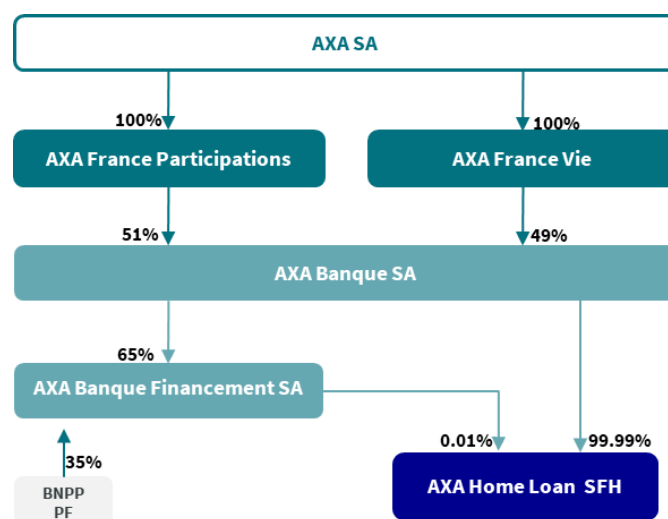 AXA SA
100%
100%
AXA France Participations
AXA France Vie
51%
49%
AXA Banque SA
65%
AXA Banque Financement SA
0.01%
99.99%
35%
AXA Home Loan SFH
BNPP
PF